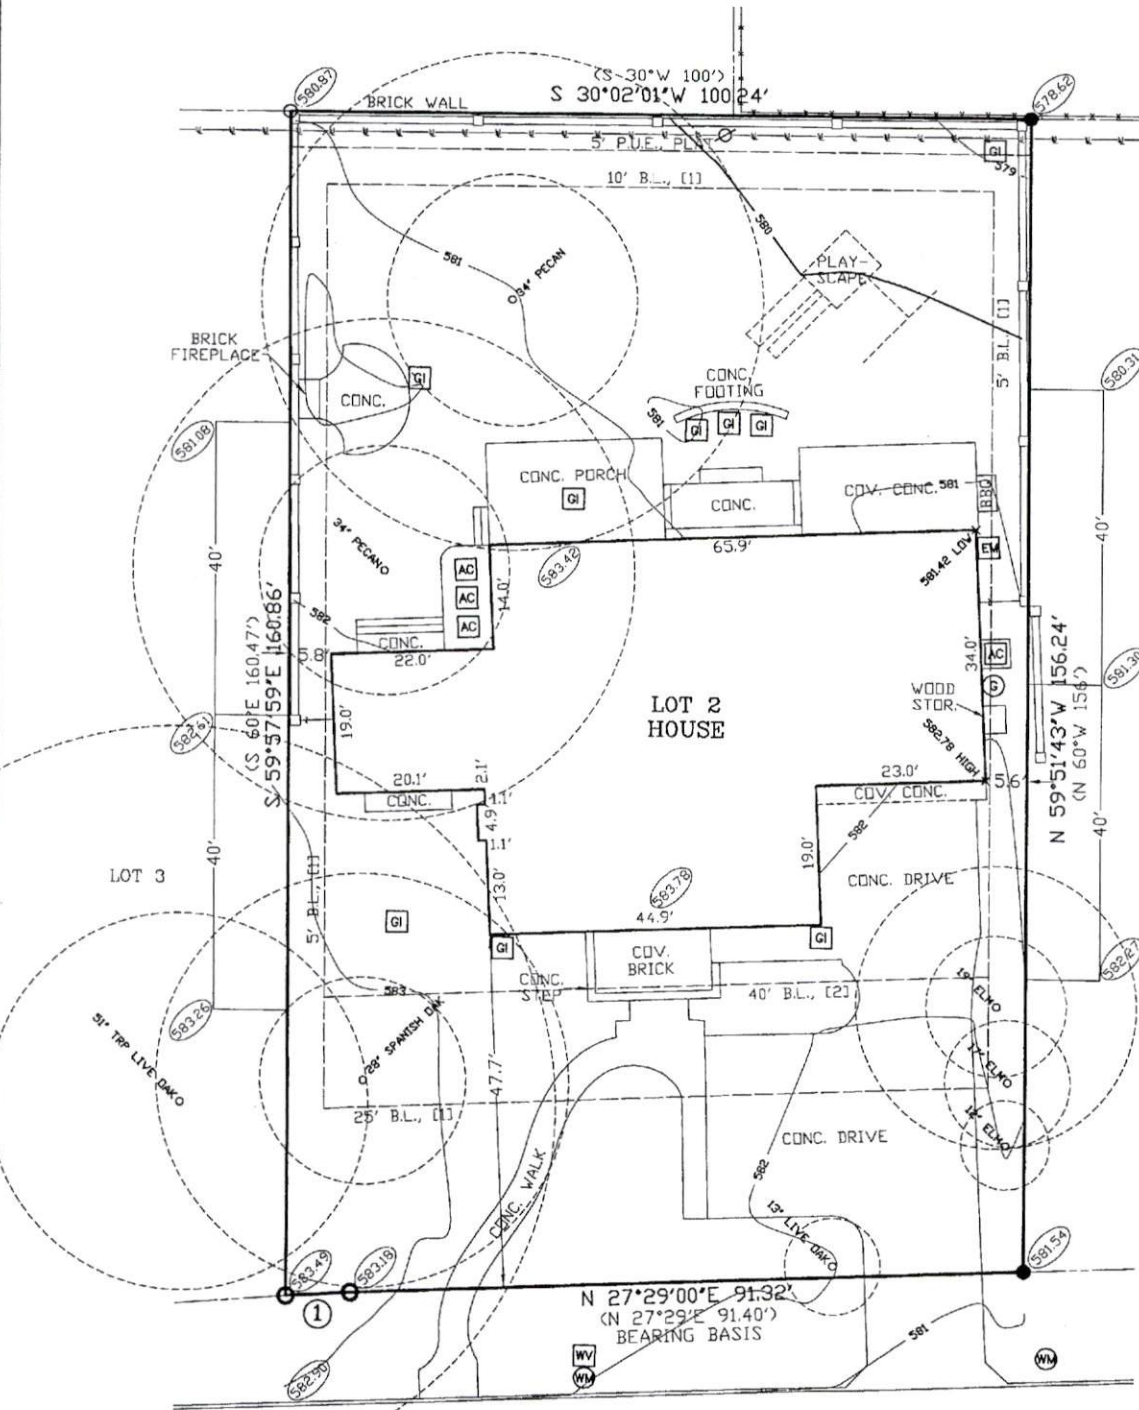 (S 30°W 100')
S 30°02'01"W 100.24'
580.87
578.62
BRICK WALL
5' P.U.E., PLAT
GI
579
10' B.L., [1]
580
581
34" PECAN
PLAY-
SCAPE
5' B.L., [1]
BRICK
FIREPLACE
GI
CONC.
CONC.
FOOTING
581
GI
GI
GI
580.31
581.08
CONC. PORCH
GI
CONC.
COV. CONC.
581
BBQ
34" PECAN
65.9'
581.42 LOW
EM
583.42
AC
AC
AC
14.0'
40'
40'
582
CONC.
22.0'
5.8'
(S 60°E 160.47')
S 59°57'59"E 160.86'
34.0'
AC
S
581.30
WOOD
STOR.
LOT 2
HOUSE
582.61
19.0'
582.78 HIGH
N 59°51'43"W 156.24'
(N 60°W 156')
20.1'
2.1'
CONC.
1.1'
4.9'
1.1'
23.0'
COV. CONC.
5.6'
582
40'
40'
19.0'
13.0'
LOT 3
CONC. DRIVE
583.78
44.9'
5' B.L., [1]
GI
GI
GI
COV.
BRICK
CONC.
STEP
582.27
583
40' B.L., [2]
19" ELM
583.26
51" TRP LIVE OAK
28" SPANISH OAK
47.7'
17" ELM
25' B.L., [1]
12" ELM
CONC. DRIVE
582
CONC. WALK
13" LIVE OAK
583.49
583.18
581.54
1
N 27°29'00"E 91.32'
(N 27°29'E 91.40')
BEARING BASIS
581
WV
WM
WM
582.90